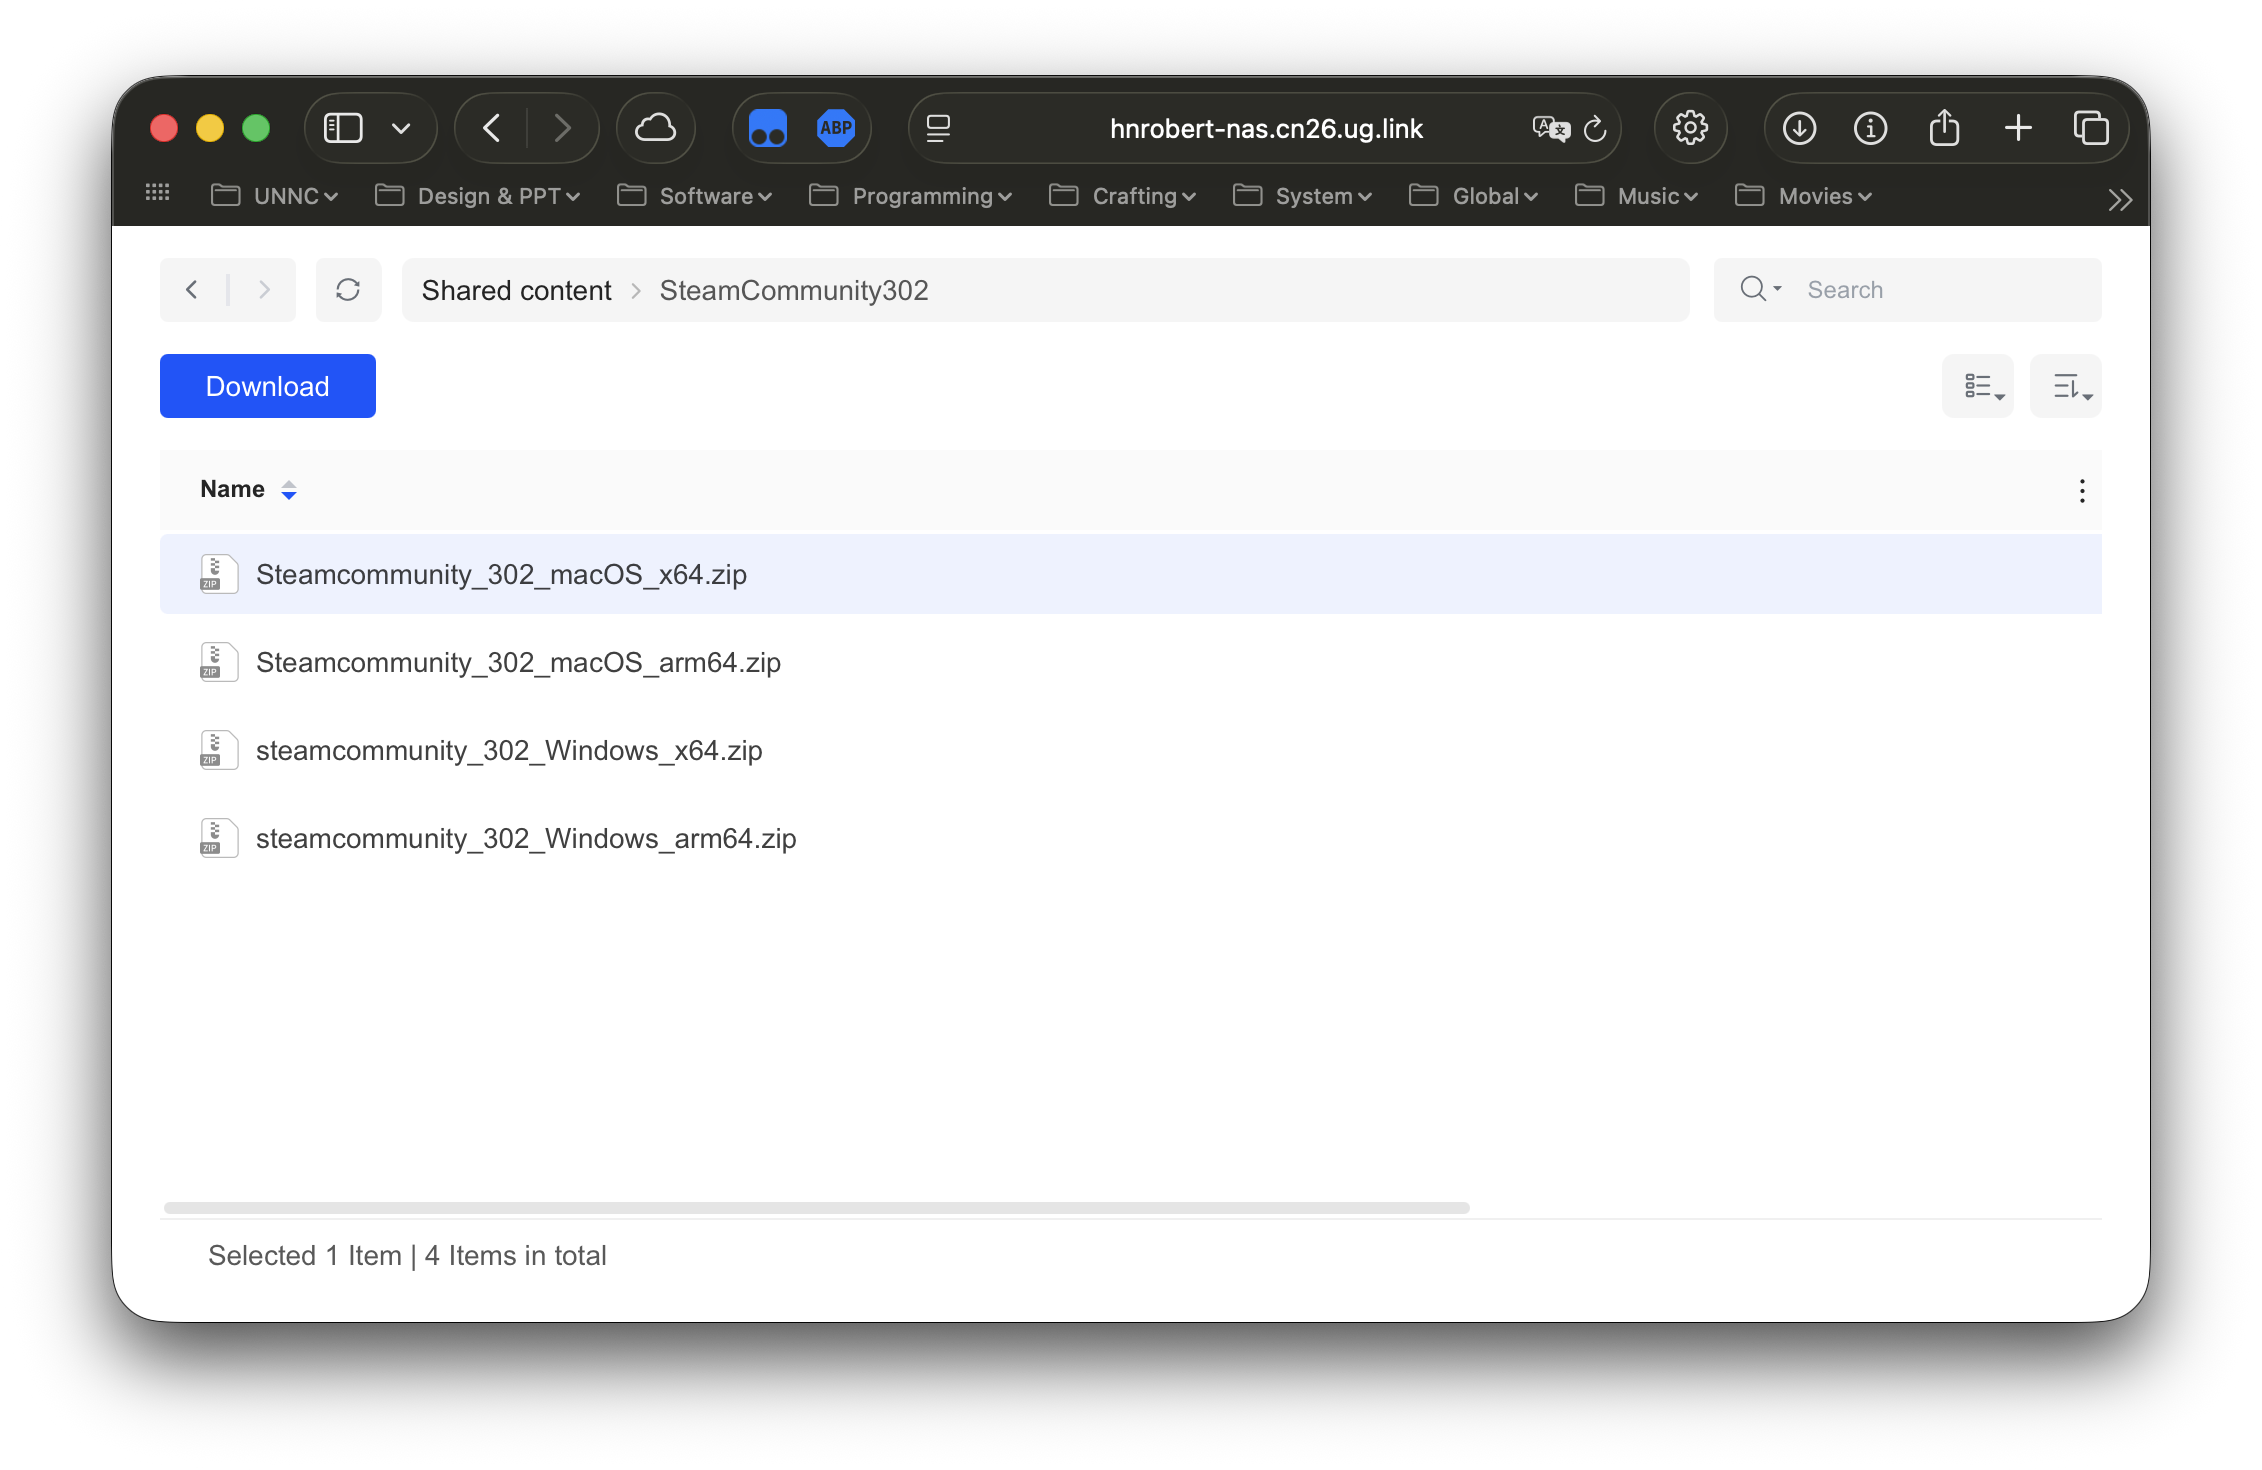 ABP
hnrobert-nas.cn26.ug.link
UNNC Design & PPT Software Programming Crafting System Global Music Movies
Shared content > SteamCommunity302
Search
Download
Name
ZIP Steamcommunity_302_macOS_x64.zip
ZIP Steamcommunity_302_macOS_arm64.zip
ZIP steamcommunity_302_Windows_x64.zip
ZIP steamcommunity_302_Windows_arm64.zip
Selected 1 Item | 4 Items in total